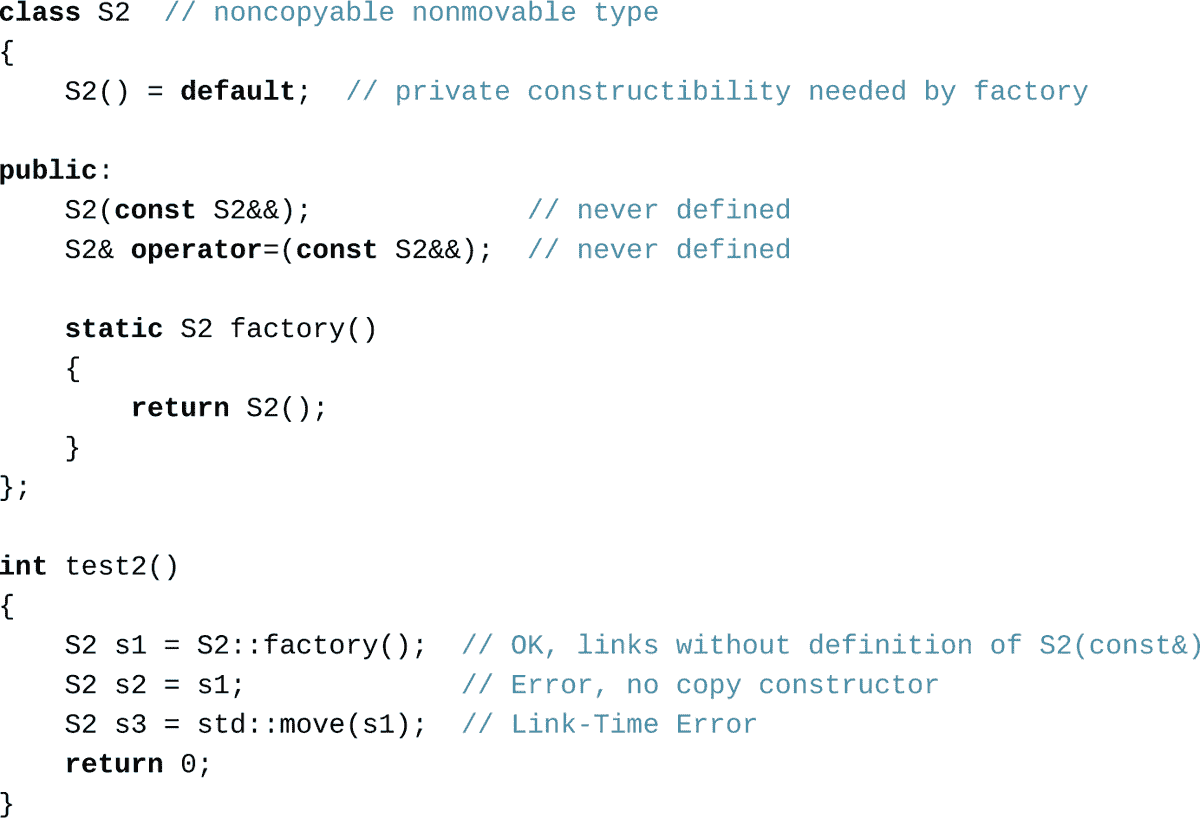 class S2  // noncopyable nonmovable type
{
    S2() = default;  // private constructibility needed by factory

public:
    S2(const S2&&);             // never defined
    S2& operator=(const S2&&);  // never defined

    static S2 factory()
    {
        return S2();
    }
};

int test2()
{
    S2 s1 = S2::factory();  // OK, links without definition of S2(const&)
    S2 s2 = s1;             // Error, no copy constructor
    S2 s3 = std::move(s1);  // Link-Time Error
    return 0;
}